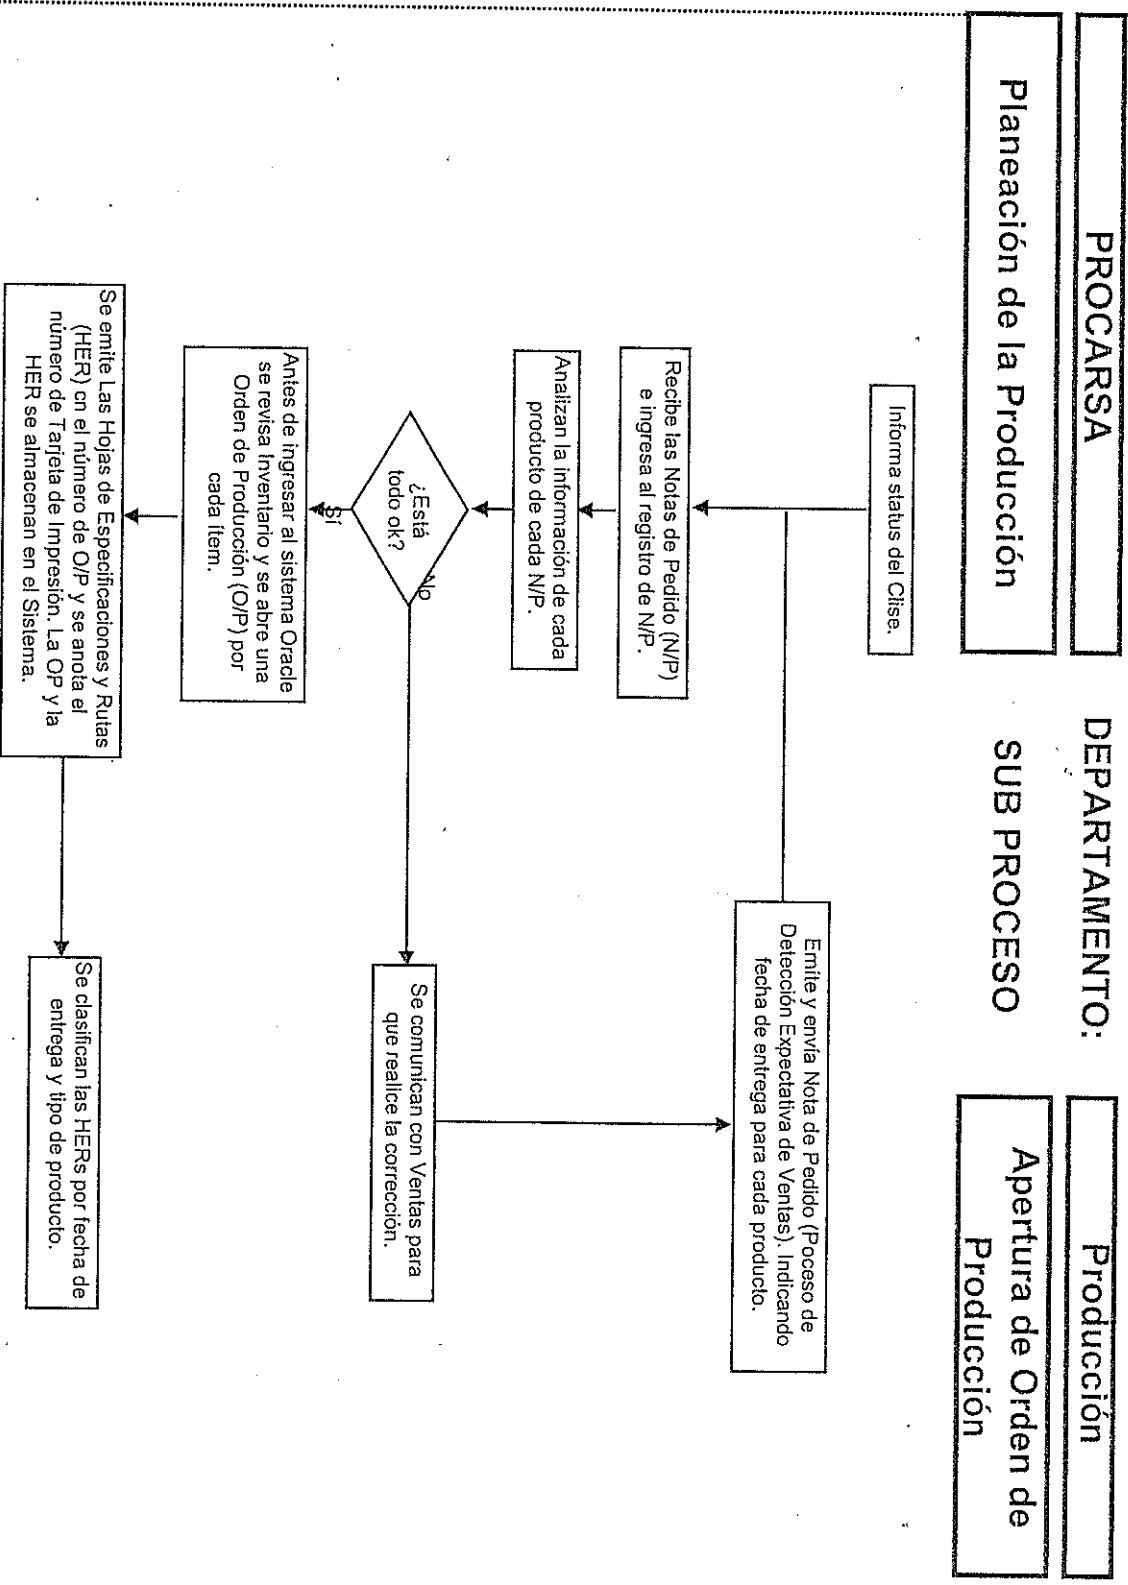 PROCARSA
DEPARTAMENTO:
Producción
Planeación de la Producción
SUB PROCESO
Apertura de Orden de
Producción
Informa status del Clise.
Emite y envía Nota de Pedido (Poceso de
Detección Expectativa de Ventas). Indicando
fecha de entrega para cada producto.
Recibe las Notas de Pedido (N/P)
e ingresa al registro de N/P.
Analizan la información de cada
producto de cada N/P.
¿Está
todo ok?
No
Sí
Se comunican con Ventas para
que realice la corrección.
Antes de ingresar al sistema Oracle
se revisa Inventario y se abre una
Orden de Producción (O/P) por
cada ítem.
Se emite Las Hojas de Especificaciones y Rutas
(HER) cn el número de O/P y se anota el
número de Tarjeta de Impresión. La OP y la
HER se almacenan en el Sistema.
Se clasifican las HERs por fecha de
entrega y tipo de producto.